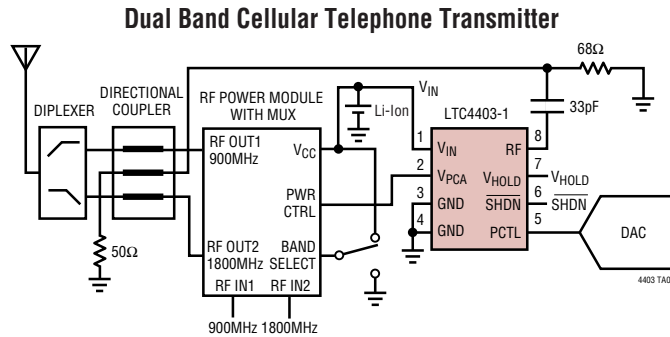 Dual Band Cellular Telephone Transmitter
68Ω
DIRECTIONAL
COUPLER
DIPLEXER
RF POWER MODULE
WITH MUX
Li-Ion
VIN
LTC4403-1
33pF
RF OUT1
900MHz
VCC
PWR
CTRL
RF OUT2
1800MHz
BAND
SELECT
RF IN1 RF IN2
900MHz 1800MHz
50Ω
1
VIN
2
VPCA
3
GND
4
GND
8
RF
7
VHOLD
VHOLD
6
SHDN
SHDN
5
PCTL
DAC
4403 TA0